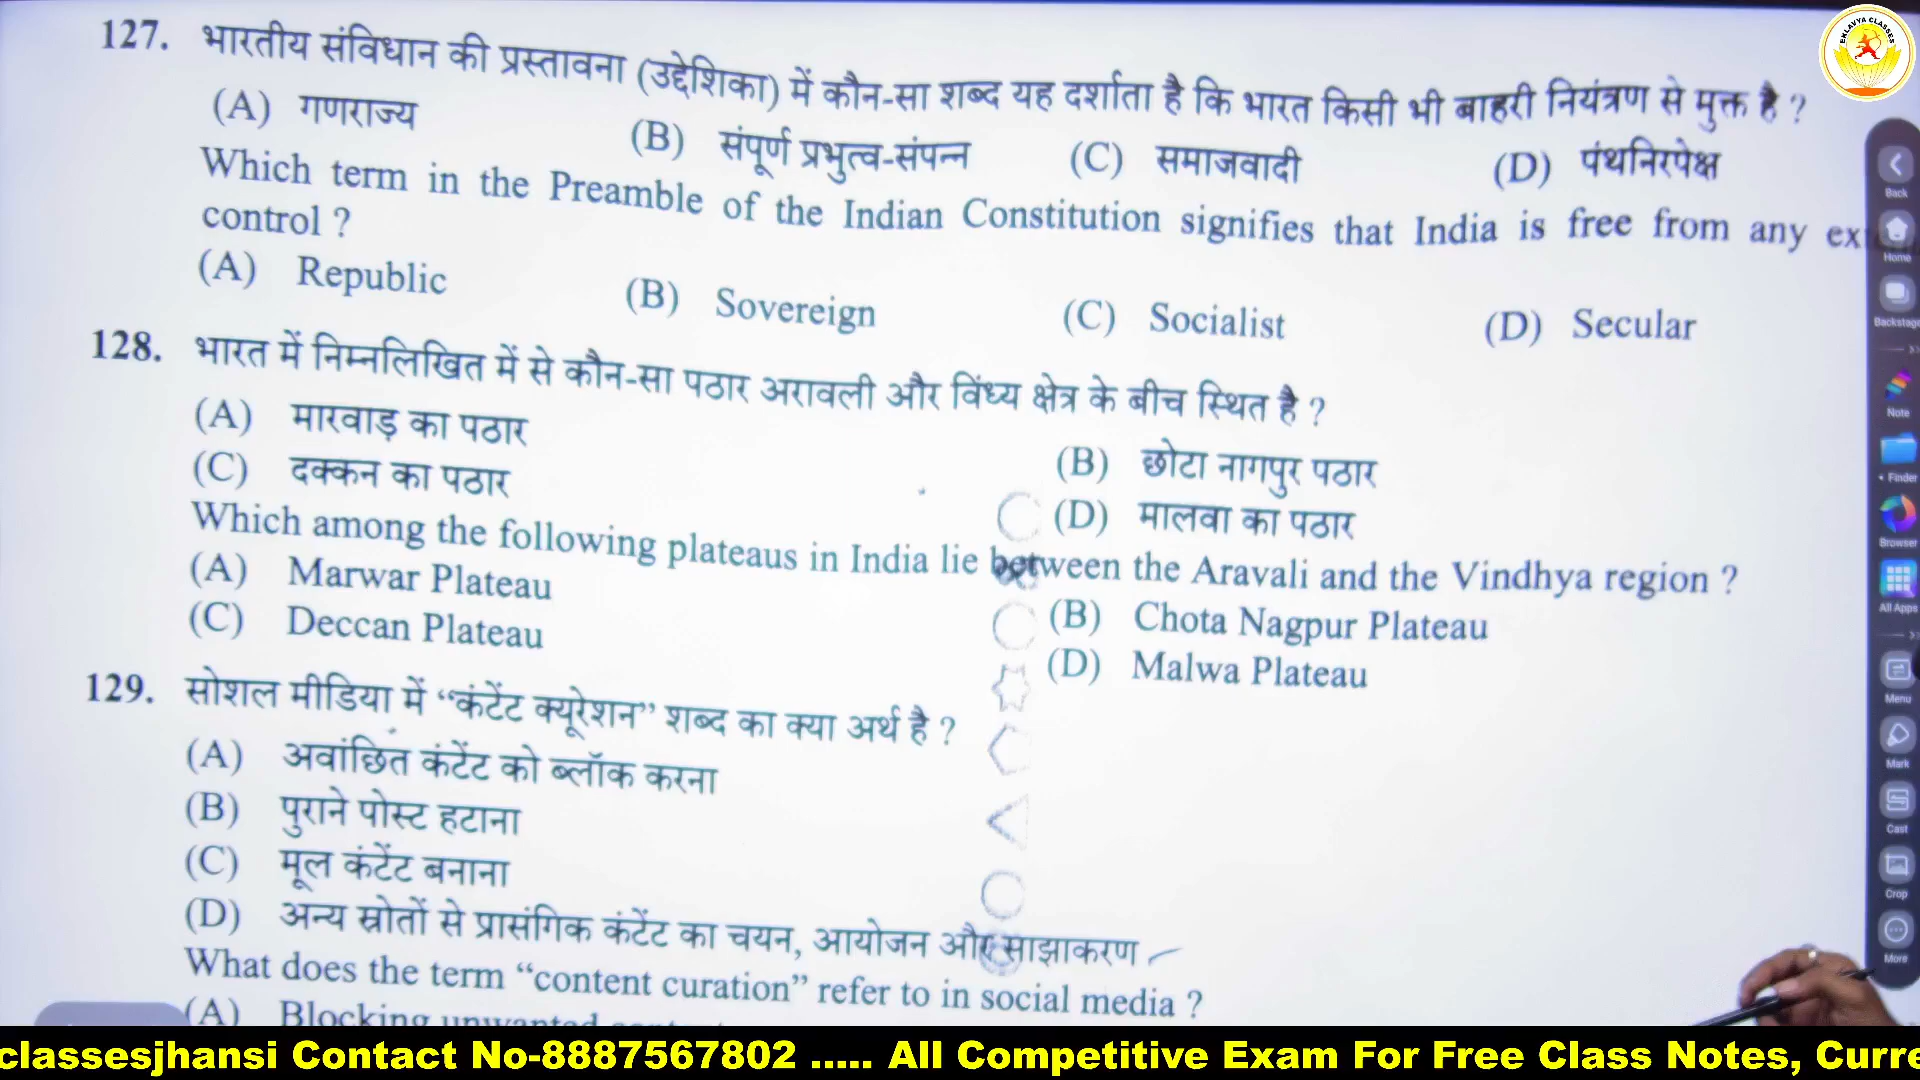 127. भारतीय संविधान की प्रस्तावना (उद्देशिका) में कौन-सा शब्द यह दर्शाता है कि भारत किसी भी बाहरी नियंत्रण से मुक्त है ?
(A) गणराज्य (B) संपूर्ण प्रभुत्व-संपन्न (C) समाजवादी (D) पंथनिरपेक्ष
Which term in the Preamble of the Indian Constitution signifies that India is free from any
control ?
(A) Republic (B) Sovereign (C) Socialist (D) Secular
128. भारत में निम्नलिखित में से कौन-सा पठार अरावली और विंध्य क्षेत्र के बीच स्थित है ?
(A) मारवाड़ का पठार (B) छोटा नागपुर पठार
(C) दक्कन का पठार (D) मालवा का पठार
Which among the following plateaus in India lie between the Aravali and the Vindhya region ?
(A) Marwar Plateau (B) Chota Nagpur Plateau
(C) Deccan Plateau (D) Malwa Plateau
129. सोशल मीडिया में “कंटेंट क्यूरेशन” शब्द का क्या अर्थ है ?
(A) अवांछित कंटेंट को ब्लॉक करना
(B) पुराने पोस्ट हटाना
(C) मूल कंटेंट बनाना
(D) अन्य स्रोतों से प्रासंगिक कंटेंट का चयन, आयोजन और साझाकरण
What does the term “content curation” refer to in social media ?
(A) Blocking unwanted
EKLAVYA CLASSES
Back
Home
Backstage
Note
Finder
Browser
All Apps
Menu
Mark
Cast
Crop
More
classesjhansi Contact No-8887567802 ..... All Competitive Exam For Free Class Notes, Curre